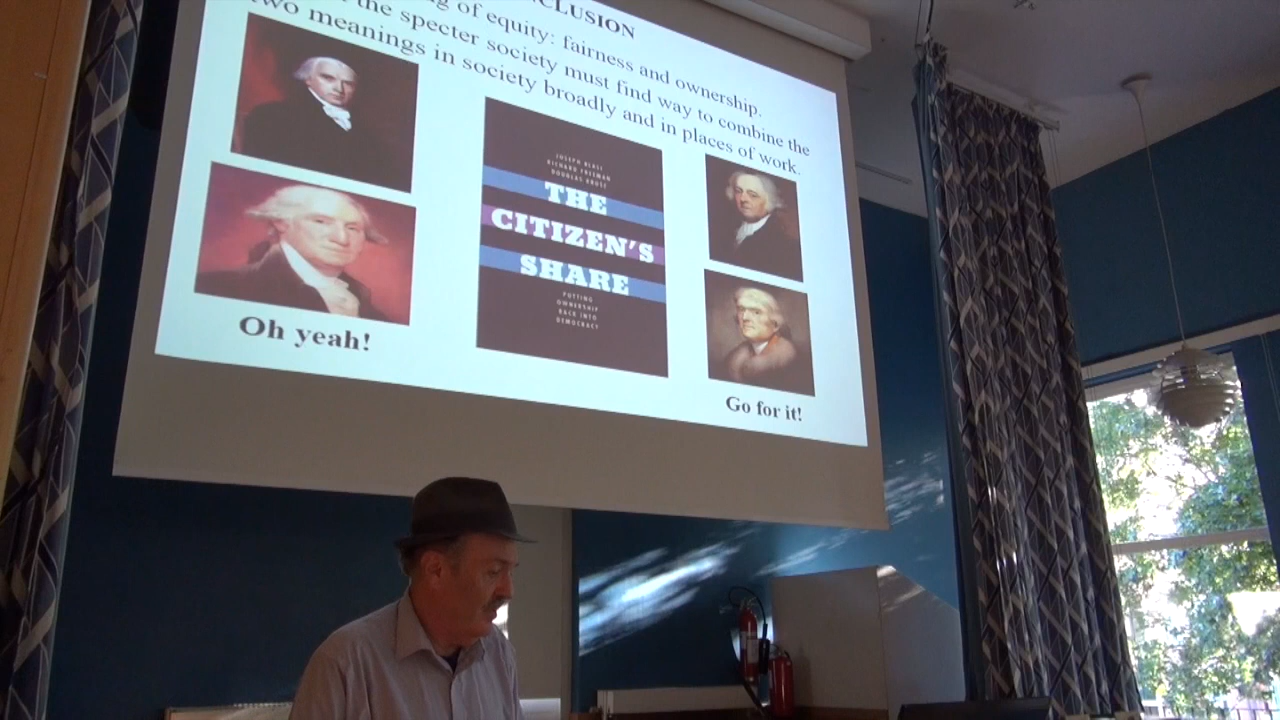 CLUSION
of equity: fairness and ownership.
the specter society must find way to combine the
two meanings in society broadly and in places of work.
JOSEPH BLASI
RICHARD FREEMAN
DOUGLAS KRUSE
THE
CITIZEN'S
SHARE
PUTTING
OWNERSHIP
BACK INTO
DEMOCRACY
Oh yeah!
Go for it!